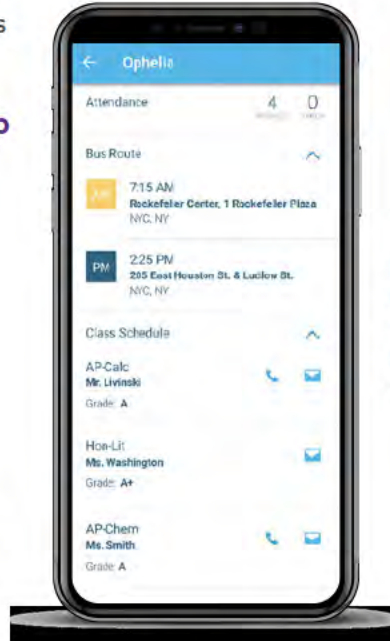 s
o
Ophelia
Attendance 4 0
Bus Route
7:15 AM
Rockefeller Center, 1 Rockefeller Plaza
NYC, NY
PM 2:25 PM
205 East Houston St. & Ludlow St.
NYC, NY
Class Schedule
AP-Calc
Mr. Livinski
Grade: A
Hon-Lit
Ms. Washington
Grade: A+
AP-Chem
Ms. Smith
Grade: A